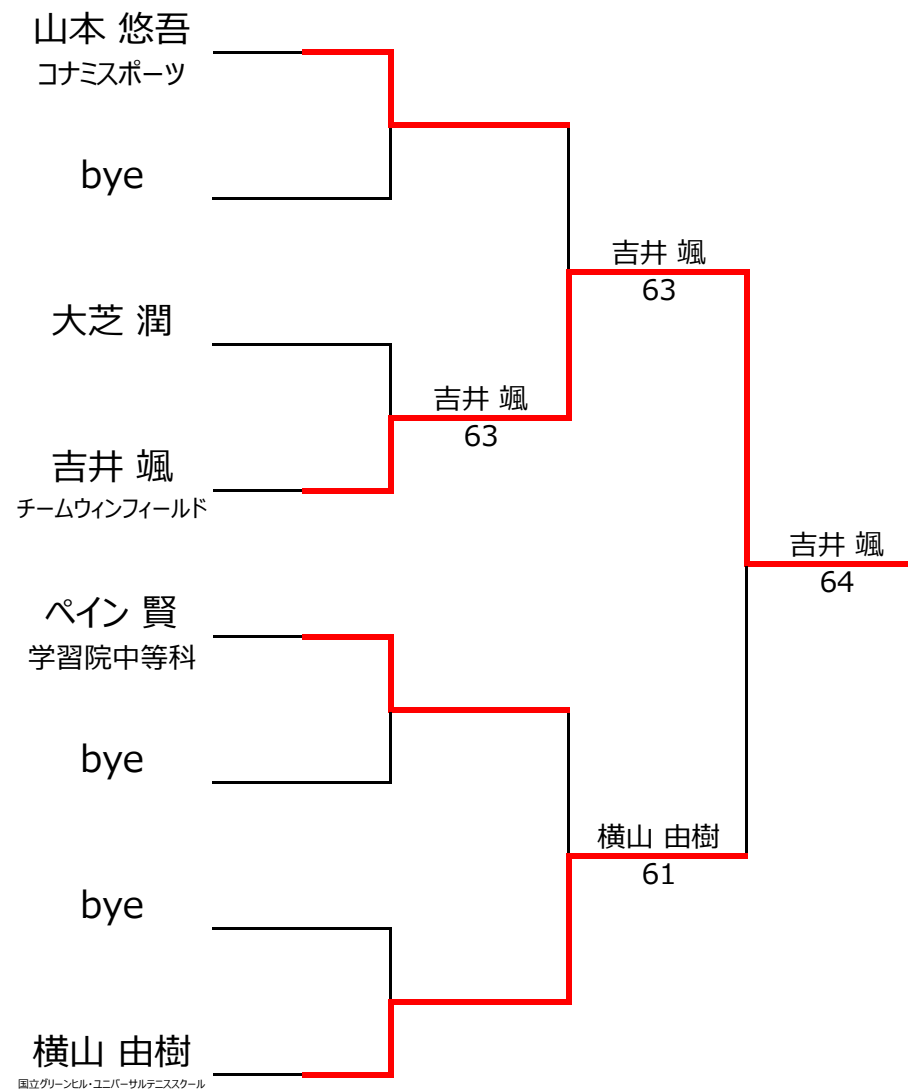 山本 悠吾
コナミスポーツ
bye
吉井 颯
63
大芝 潤
吉井 颯
63
吉井 颯
チームウィンフィールド
吉井 颯
64
ペイン 賢
学習院中等科
bye
横山 由樹
61
bye
横山 由樹
国立グリーンヒル・ユニバーサルテニススクール